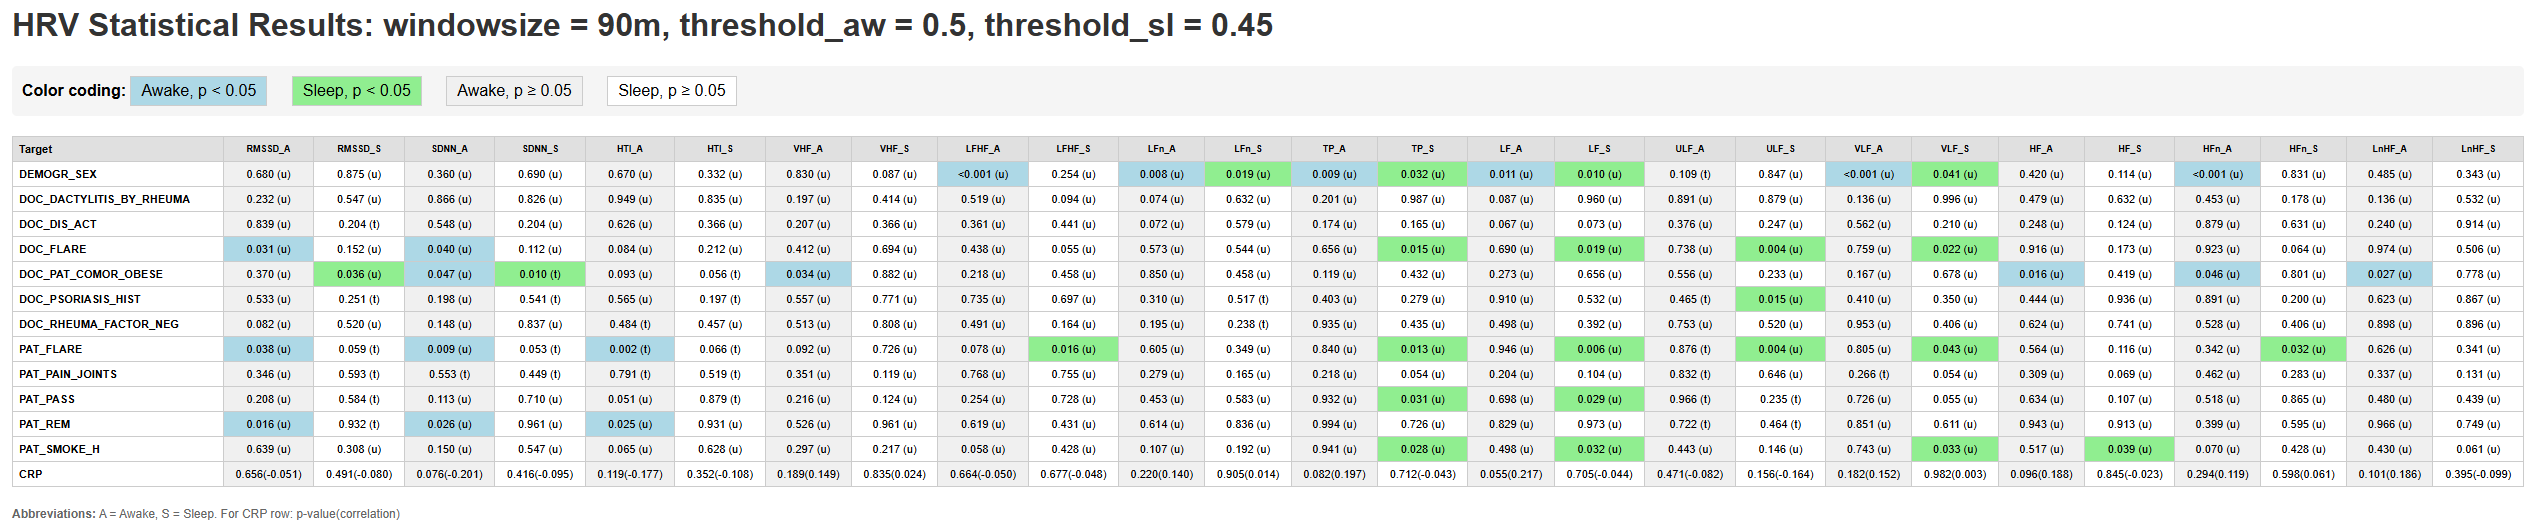 HRV Statistical Results: windowsize = 90m, threshold_aw = 0.5, threshold_sl = 0.45
Color coding: Awake, p < 0.05 Sleep, p < 0.05 Awake, p ≥ 0.05 Sleep, p ≥ 0.05
Target RMSSD_A RMSSD_S SDNN_A SDNN_S HTI_A HTI_S VHF_A VHF_S LFHF_A LFHF_S LFn_A LFn_S TP_A TP_S LF_A LF_S ULF_A ULF_S VLF_A VLF_S HF_A HF_S HFn_A HFn_S LnHF_A LnHF_S
DEMOGR_SEX 0.680 (u) 0.875 (u) 0.360 (u) 0.690 (u) 0.670 (u) 0.332 (u) 0.830 (u) 0.087 (u) <0.001 (u) 0.254 (u) 0.008 (u) 0.019 (u) 0.009 (u) 0.032 (u) 0.011 (u) 0.010 (u) 0.109 (t) 0.847 (u) <0.001 (u) 0.041 (u) 0.420 (u) 0.114 (u) <0.001 (u) 0.831 (u) 0.485 (u) 0.343 (u)
DOC_DACTYLITIS_BY_RHEUMA 0.232 (u) 0.547 (u) 0.866 (u) 0.826 (u) 0.949 (u) 0.835 (u) 0.197 (u) 0.414 (u) 0.519 (u) 0.094 (u) 0.074 (u) 0.632 (u) 0.201 (u) 0.987 (u) 0.087 (u) 0.960 (u) 0.891 (u) 0.879 (u) 0.136 (u) 0.996 (u) 0.479 (u) 0.632 (u) 0.453 (u) 0.178 (u) 0.136 (u) 0.532 (u)
DOC_DIS_ACT 0.839 (u) 0.204 (t) 0.548 (u) 0.204 (u) 0.626 (u) 0.366 (u) 0.207 (u) 0.366 (u) 0.361 (u) 0.441 (u) 0.072 (u) 0.579 (u) 0.174 (u) 0.165 (u) 0.067 (u) 0.073 (u) 0.376 (u) 0.247 (u) 0.562 (u) 0.210 (u) 0.248 (u) 0.124 (u) 0.879 (u) 0.631 (u) 0.240 (u) 0.914 (u)
DOC_FLARE 0.031 (u) 0.152 (u) 0.040 (u) 0.112 (u) 0.084 (u) 0.212 (u) 0.412 (u) 0.694 (u) 0.438 (u) 0.055 (u) 0.573 (u) 0.544 (u) 0.656 (u) 0.015 (u) 0.690 (u) 0.019 (u) 0.738 (u) 0.004 (u) 0.759 (u) 0.022 (u) 0.916 (u) 0.173 (u) 0.923 (u) 0.064 (u) 0.974 (u) 0.506 (u)
DOC_PAT_COMOR_OBESE 0.370 (u) 0.036 (u) 0.047 (u) 0.010 (t) 0.093 (u) 0.056 (t) 0.034 (u) 0.882 (u) 0.218 (u) 0.458 (u) 0.850 (u) 0.458 (u) 0.119 (u) 0.432 (u) 0.273 (u) 0.656 (u) 0.556 (u) 0.233 (u) 0.167 (u) 0.678 (u) 0.016 (u) 0.419 (u) 0.046 (u) 0.801 (u) 0.027 (u) 0.778 (u)
DOC_PSORIASIS_HIST 0.533 (u) 0.251 (t) 0.198 (u) 0.541 (t) 0.565 (u) 0.197 (t) 0.557 (u) 0.771 (u) 0.735 (u) 0.697 (u) 0.310 (u) 0.517 (t) 0.403 (u) 0.279 (u) 0.910 (u) 0.532 (u) 0.465 (t) 0.015 (u) 0.410 (u) 0.350 (u) 0.444 (u) 0.936 (u) 0.891 (u) 0.200 (u) 0.623 (u) 0.867 (u)
DOC_RHEUMA_FACTOR_NEG 0.082 (u) 0.520 (u) 0.148 (u) 0.837 (u) 0.484 (t) 0.457 (u) 0.513 (u) 0.808 (u) 0.491 (u) 0.164 (u) 0.195 (u) 0.238 (t) 0.935 (u) 0.435 (u) 0.498 (u) 0.392 (u) 0.753 (u) 0.520 (u) 0.953 (u) 0.406 (u) 0.624 (u) 0.741 (u) 0.528 (u) 0.406 (u) 0.898 (u) 0.896 (u)
PAT_FLARE 0.038 (u) 0.059 (t) 0.009 (u) 0.053 (t) 0.002 (t) 0.066 (t) 0.092 (u) 0.726 (u) 0.078 (u) 0.016 (u) 0.605 (u) 0.349 (u) 0.840 (u) 0.013 (u) 0.946 (u) 0.006 (u) 0.876 (t) 0.004 (u) 0.805 (u) 0.043 (u) 0.564 (u) 0.116 (u) 0.342 (u) 0.032 (u) 0.626 (u) 0.341 (u)
PAT_PAIN_JOINTS 0.346 (u) 0.593 (t) 0.553 (t) 0.449 (t) 0.791 (t) 0.519 (t) 0.351 (u) 0.119 (u) 0.768 (u) 0.755 (u) 0.279 (u) 0.165 (u) 0.218 (u) 0.054 (u) 0.204 (u) 0.104 (u) 0.832 (t) 0.646 (u) 0.266 (t) 0.054 (u) 0.309 (u) 0.069 (u) 0.462 (u) 0.283 (u) 0.337 (u) 0.131 (u)
PAT_PASS 0.208 (u) 0.584 (t) 0.113 (u) 0.710 (u) 0.051 (u) 0.879 (t) 0.216 (u) 0.124 (u) 0.254 (u) 0.728 (u) 0.453 (u) 0.583 (u) 0.932 (u) 0.031 (u) 0.698 (u) 0.029 (u) 0.966 (t) 0.235 (t) 0.726 (u) 0.055 (u) 0.634 (u) 0.107 (u) 0.518 (u) 0.865 (u) 0.480 (u) 0.439 (u)
PAT_REM 0.016 (u) 0.932 (t) 0.026 (u) 0.961 (u) 0.025 (u) 0.931 (u) 0.526 (u) 0.961 (u) 0.619 (u) 0.431 (u) 0.614 (u) 0.836 (u) 0.994 (u) 0.726 (u) 0.829 (u) 0.973 (u) 0.722 (t) 0.464 (t) 0.851 (u) 0.611 (u) 0.943 (u) 0.913 (u) 0.399 (u) 0.595 (u) 0.966 (u) 0.749 (u)
PAT_SMOKE_H 0.639 (u) 0.308 (u) 0.150 (u) 0.547 (u) 0.065 (u) 0.628 (u) 0.297 (u) 0.217 (u) 0.058 (u) 0.428 (u) 0.107 (u) 0.192 (u) 0.941 (u) 0.028 (u) 0.498 (u) 0.032 (u) 0.443 (u) 0.146 (u) 0.743 (u) 0.033 (u) 0.517 (u) 0.039 (u) 0.070 (u) 0.428 (u) 0.430 (u) 0.061 (u)
CRP 0.656(-0.051) 0.491(-0.080) 0.076(-0.201) 0.416(-0.095) 0.119(-0.177) 0.352(-0.108) 0.189(0.149) 0.835(0.024) 0.664(-0.050) 0.677(-0.048) 0.220(0.140) 0.905(0.014) 0.082(0.197) 0.712(-0.043) 0.055(0.217) 0.705(-0.044) 0.471(-0.082) 0.156(-0.164) 0.182(0.152) 0.982(0.003) 0.096(0.188) 0.845(-0.023) 0.294(0.119) 0.598(0.061) 0.101(0.186) 0.395(-0.099)
Abbreviations: A = Awake, S = Sleep. For CRP row: p-value(correlation)